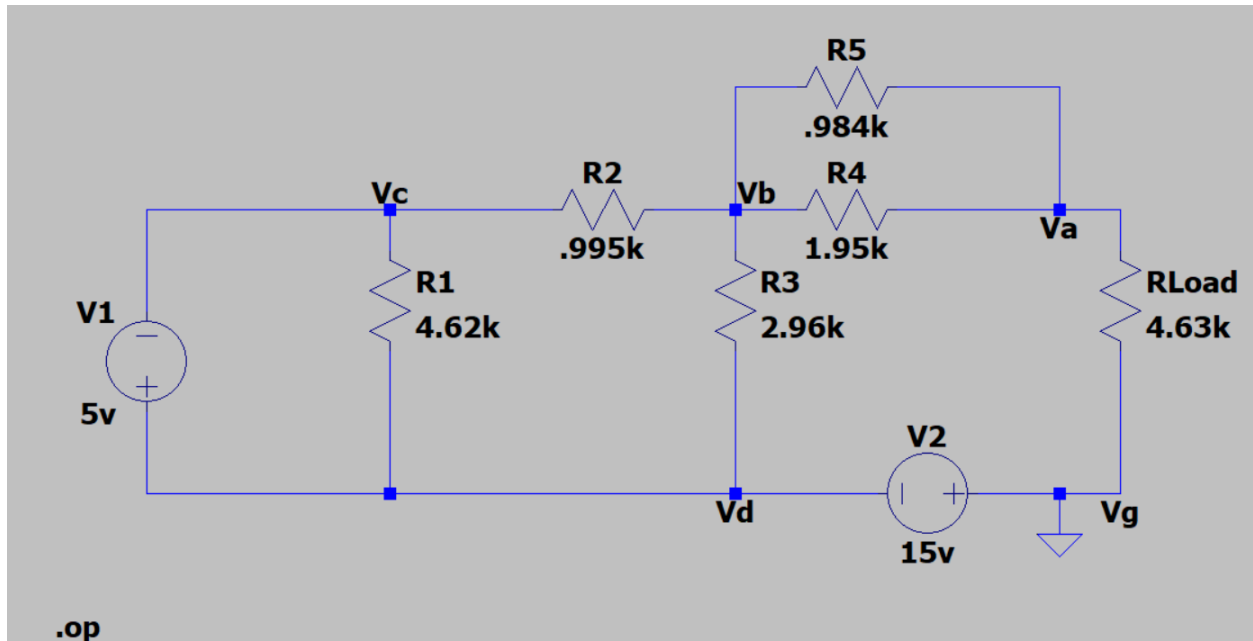 R5
.984k
R2
R4
Vc
Vb
Va
.995k
1.95k
R1
4.62k
R3
2.96k
RLoad
4.63k
V1
5v
V2
Vd
Vg
15v
.op